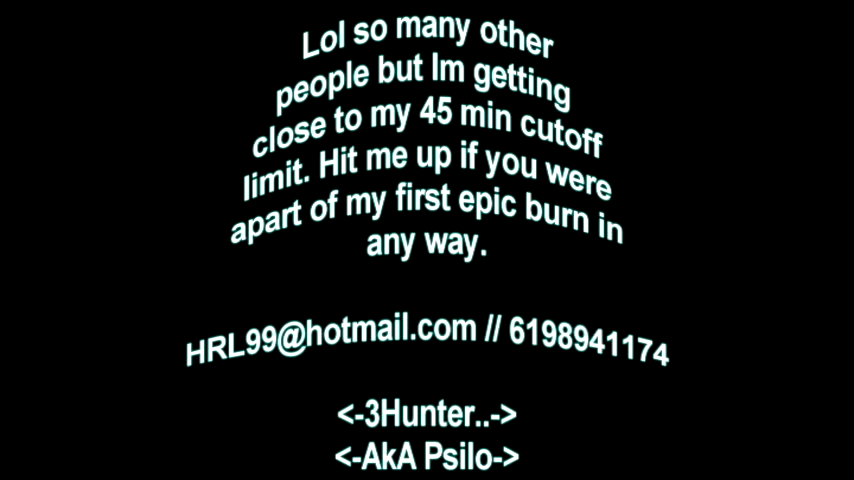 Lol so many other
people but Im getting
close to my 45 min cutoff
limit. Hit me up if you were
apart of my first epic burn in
any way.
HRL99@hotmail.com // 6198941174
<-3Hunter..->
<-AkA Psilo->